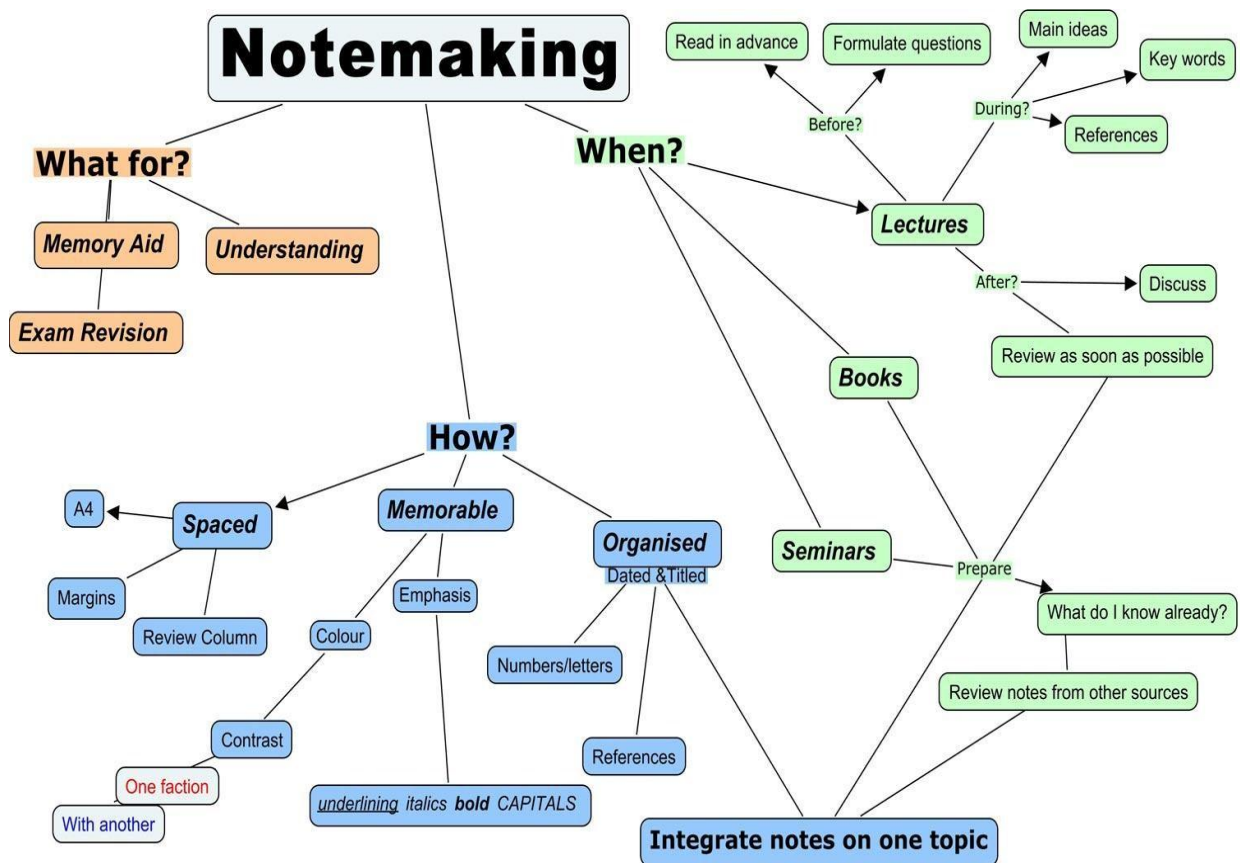 Notemaking
What for?
Memory Aid
Understanding
Exam Revision
When?
Read in advance
Formulate questions
Before?
Main ideas
Key words
During?
References
Lectures
After?
Discuss
Review as soon as possible
Books
Seminars
Prepare
What do I know already?
Review notes from other sources
How?
Spaced
A4
Margins
Review Column
Memorable
Emphasis
Colour
Contrast
One faction
With another
underlining italics bold CAPITALS
Organised
Dated &Titled
Numbers/letters
References
Integrate notes on one topic